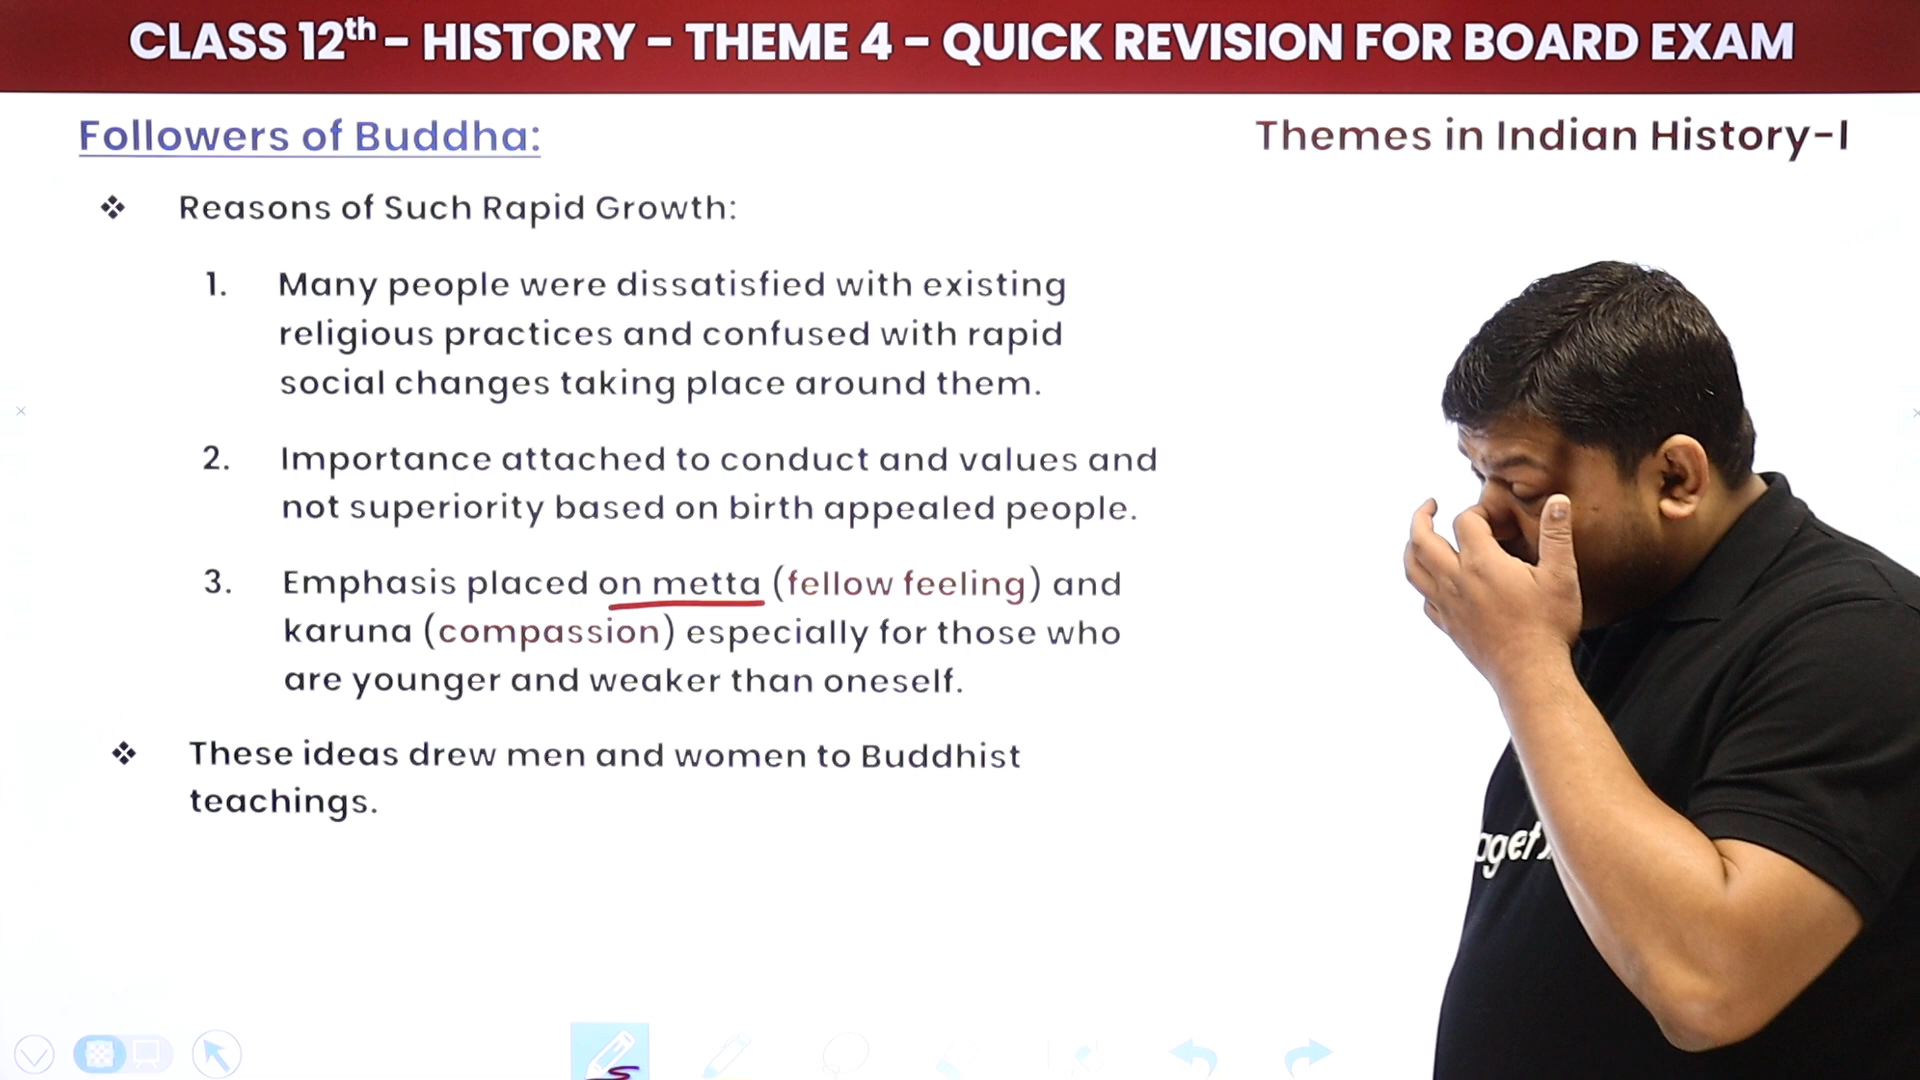 CLASS 12th – HISTORY – THEME 4 – QUICK REVISION FOR BOARD EXAM
Followers of Buddha:
Themes in Indian History-I
❖ Reasons of Such Rapid Growth:
1. Many people were dissatisfied with existing
religious practices and confused with rapid
social changes taking place around them.
2. Importance attached to conduct and values and
not superiority based on birth appealed people.
3. Emphasis placed on metta (fellow feeling) and
karuna (compassion) especially for those who
are younger and weaker than oneself.
❖ These ideas drew men and women to Buddhist
teachings.